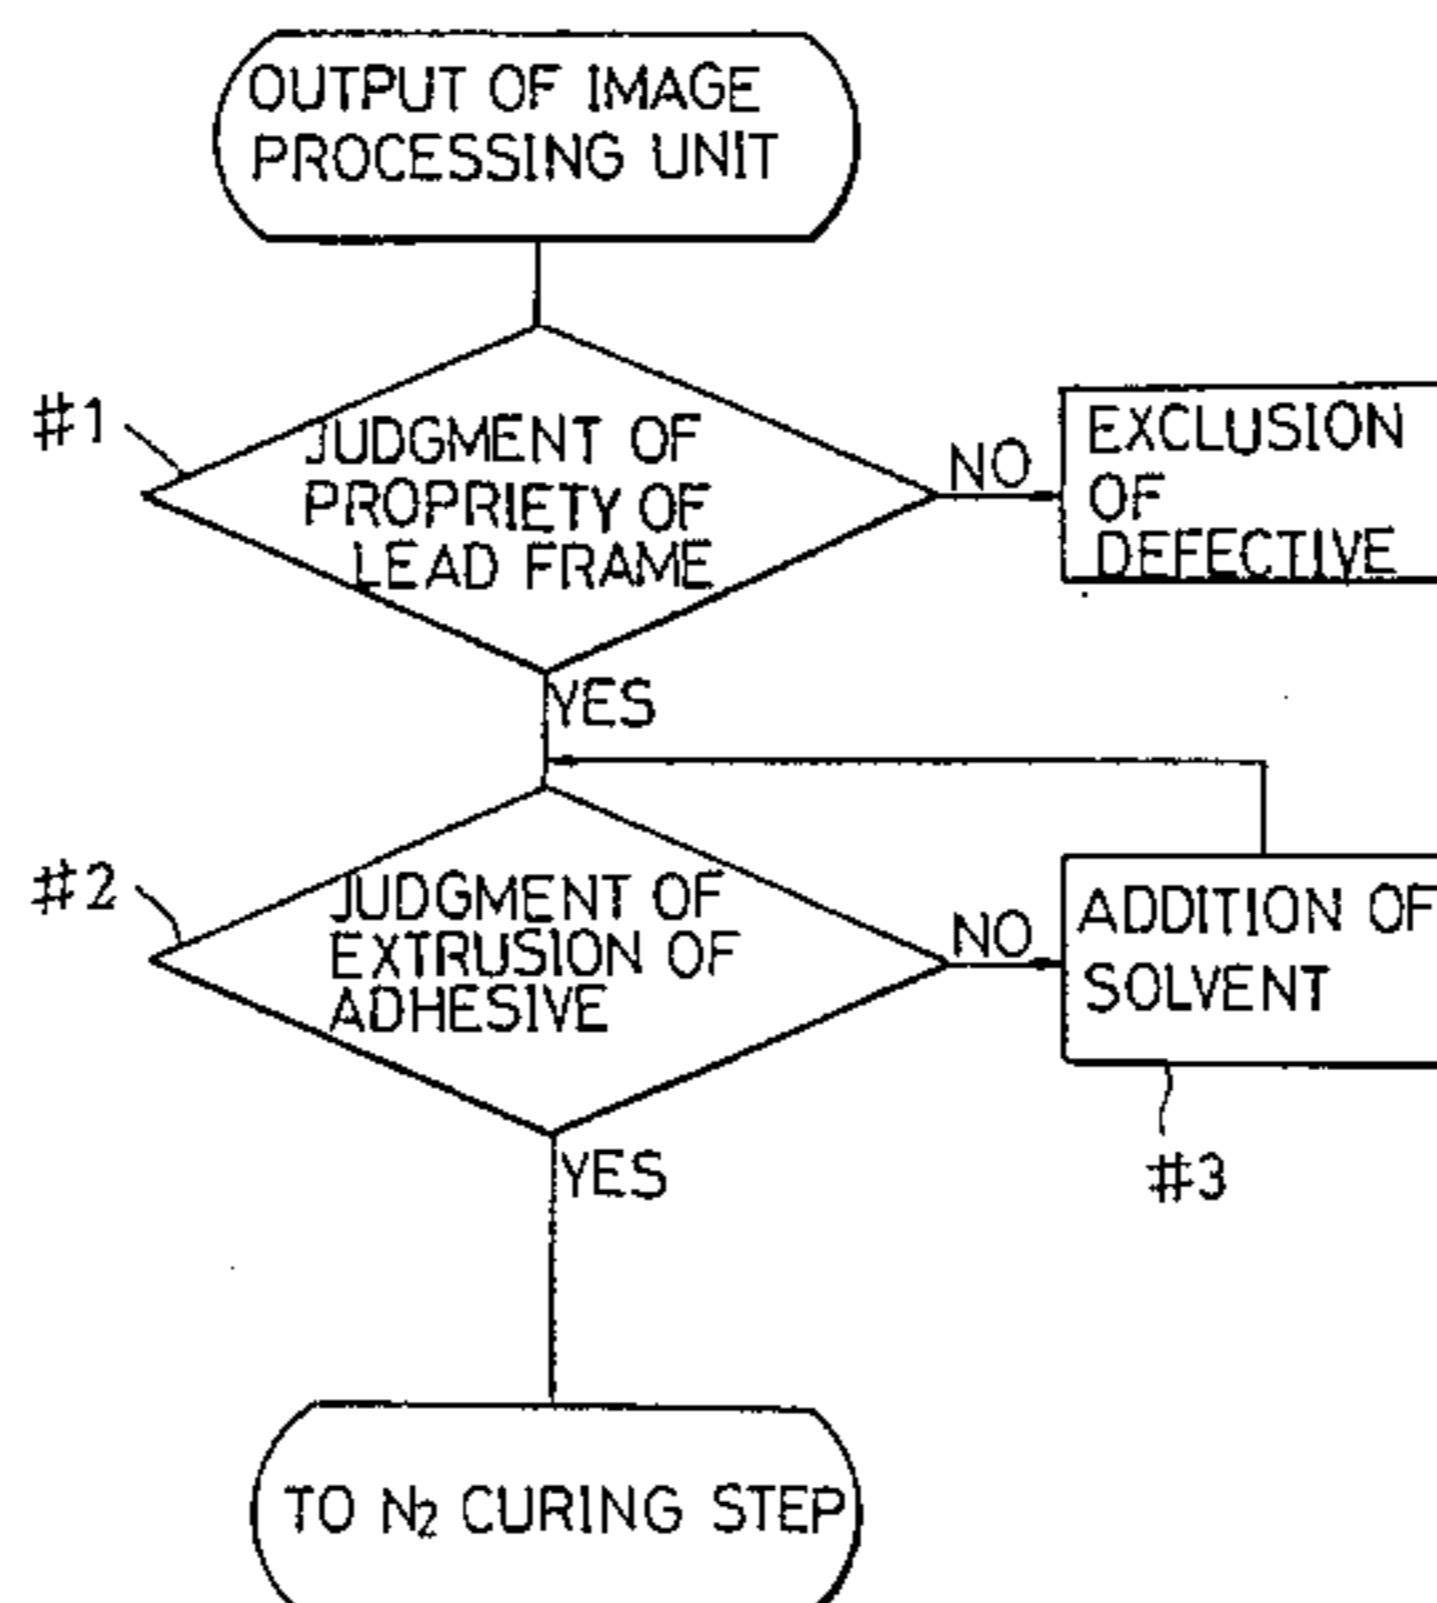 OUTPUT OF IMAGE
PROCESSING UNIT
#1
JUDGMENT OF
PROPRIETY OF
LEAD FRAME
NO
EXCLUSION
OF
DEFECTIVE
YES
#2
JUDGMENT OF
EXTRUSION OF
ADHESIVE
NO
ADDITION OF
SOLVENT
#3
YES
TO N₂ CURING STEP